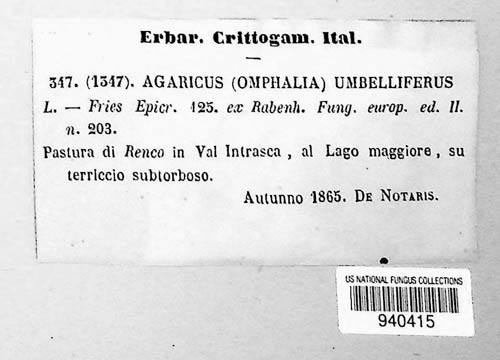 Erbar. Crittogam. Ital.
347. (1347). AGARICUS (OMPHALIA) UMBELLIFERUS
L. — Fries Epicr. 125. ex Rabenh. Fung. europ. ed. II.
n. 203.
Pastura di Renco in Val Intrasca, al Lago maggiore, su
terriccio subtorboso.
Autunno 1865. DE NOTARIS.
US NATIONAL FUNGUS COLLECTIONS
940415